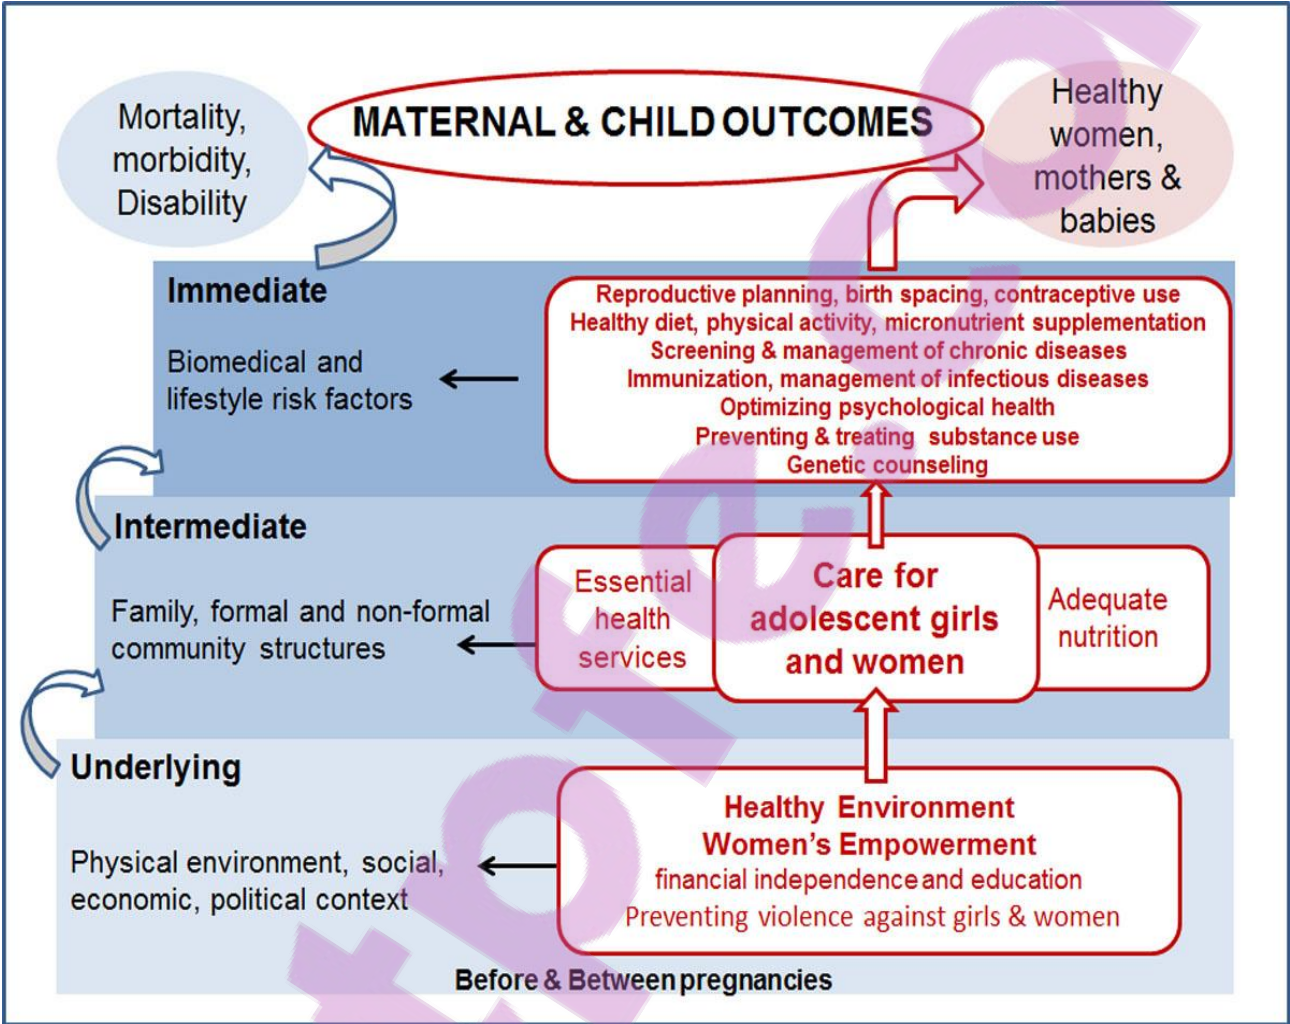 Mortality,
morbidity,
Disability
MATERNAL & CHILD OUTCOMES
Healthy
women,
mothers &
babies
Immediate
Biomedical and
lifestyle risk factors
Reproductive planning, birth spacing, contraceptive use
Healthy diet, physical activity, micronutrient supplementation
Screening & management of chronic diseases
Immunization, management of infectious diseases
Optimizing psychological health
Preventing & treating substance use
Genetic counseling
Intermediate
Family, formal and non-formal
community structures
Essential
health
services
Care for
adolescent girls
and women
Adequate
nutrition
Underlying
Physical environment, social,
economic, political context
Healthy Environment
Women's Empowerment
financial independence and education
Preventing violence against girls & women
Before & Between pregnancies